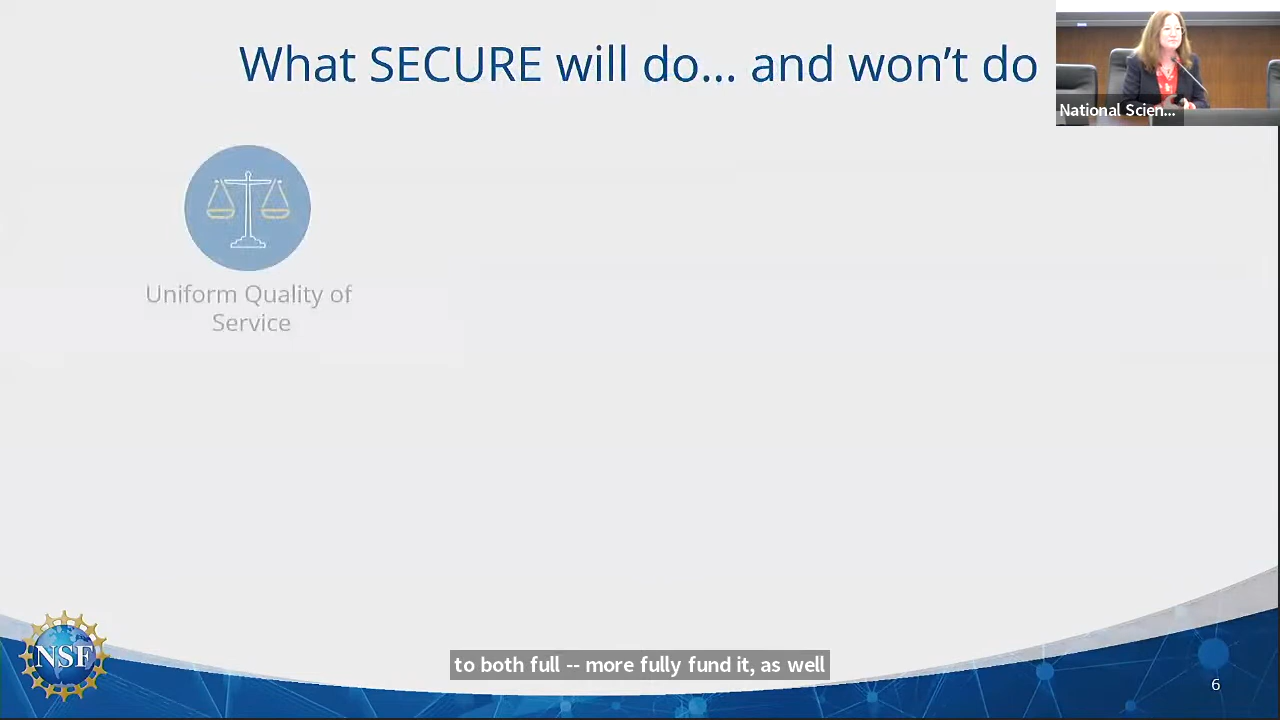 What SECURE will do... and won't do
National Scien...
Uniform Quality of
Service
NSF
to both full -- more fully fund it, as well
6